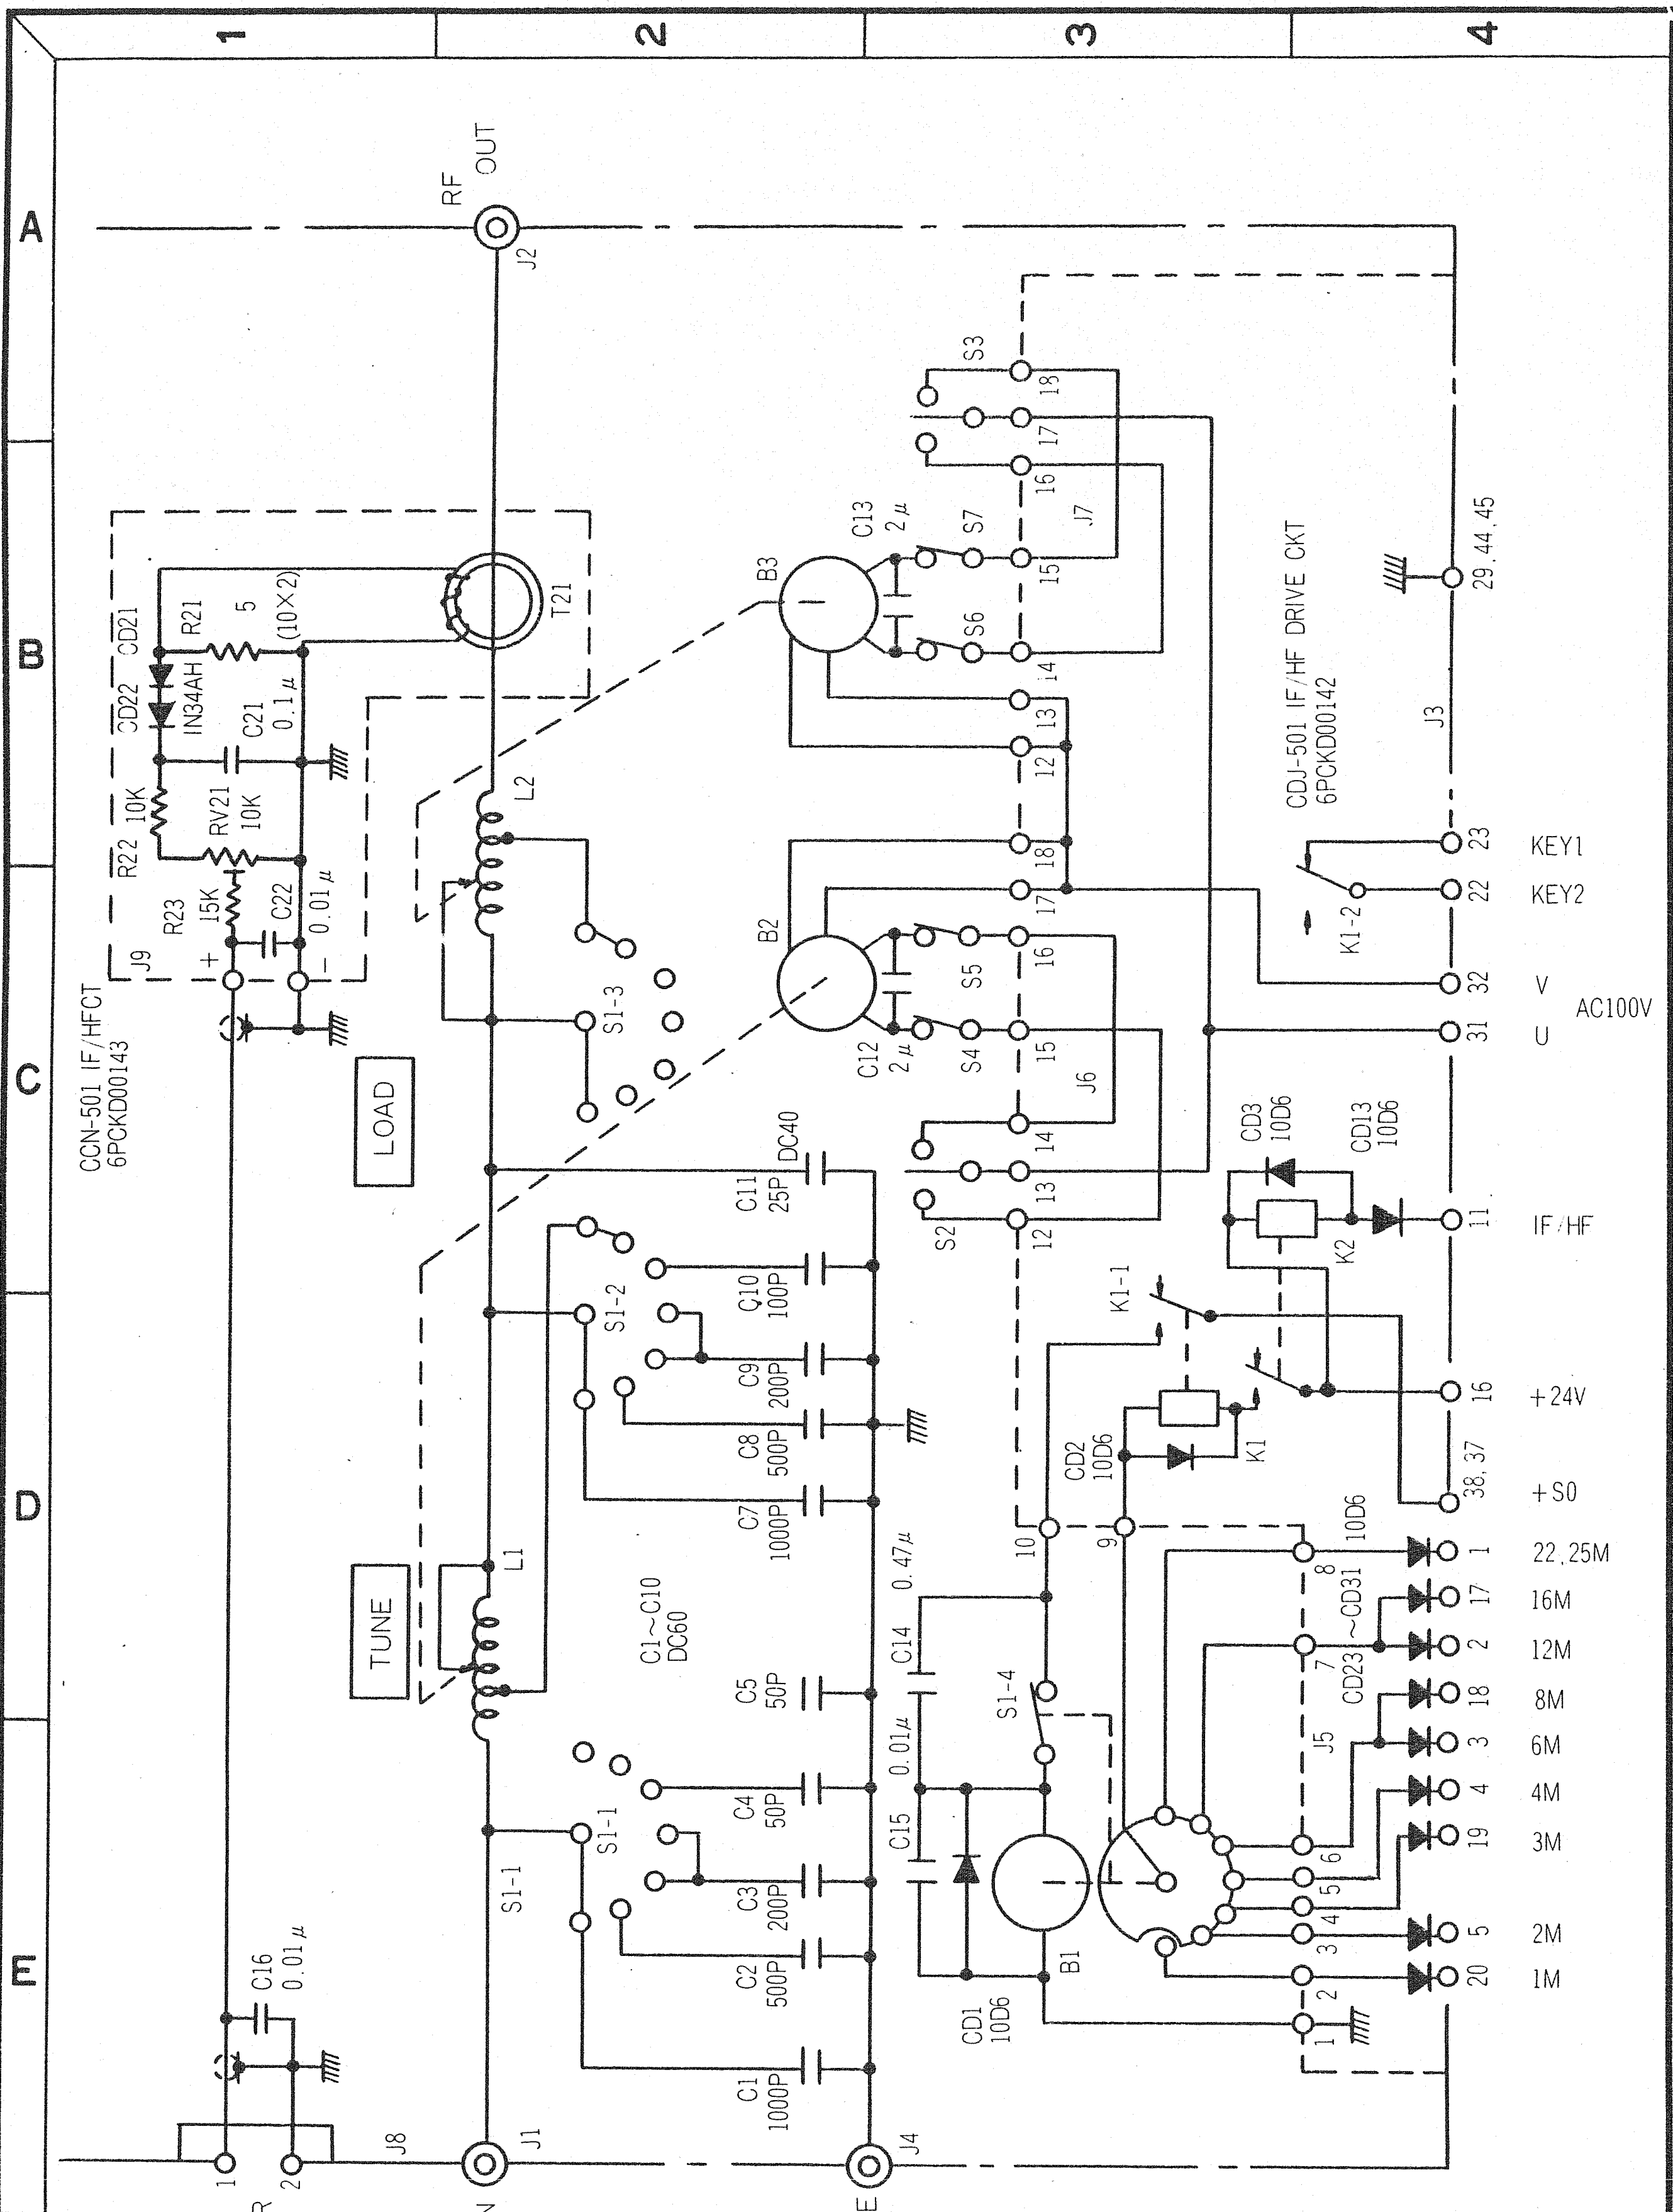 1
2
3
4
A
B
C
D
E
RF
OUT
J2
CCN-501 IF/HFCT
6PCKD00143
J9
+
-
R23
15K
C22
0.01μ
R22
10K
RV21
10K
C21
0.1μ
CD22
CD21
IN34AH
R21
5
(10×2)
T21
L2
LOAD
S1-3
TUNE
L1
S1-2
C11
25P
DC40
C10
100P
C9
200P
C8
500P
C7
1000P
C1~C10
DC60
C5
50P
C4
50P
C3
200P
C2
500P
C1
1000P
S1-1
S1-1
C16
0.01μ
1
2
J8
J1
J4
R
N
E
B3
C13
2μ
S7
S6
S3
18
17
16
J7
15
14
13
12
B2
C12
2μ
S5
S4
18
17
16
15
J6
14
13
12
S2
CDJ-501 IF/HF DRIVE CKT
6PCKD00142
J3
29,44,45
K1-2
23
KEY1
22
KEY2
32
V
AC100V
31
U
CD3
10D6
CD13
10D6
K2
11
IF/HF
K1-1
K1
CD2
10D6
16
+24V
38,37
+S0
10
9
8
7
10D6
CD23~CD31
J5
6
5
4
3
2
1
C14
0.47μ
C15
0.01μ
S1-4
B1
CD1
10D6
1
22,25M
17
16M
2
12M
18
8M
3
6M
4
4M
19
3M
5
2M
20
1M